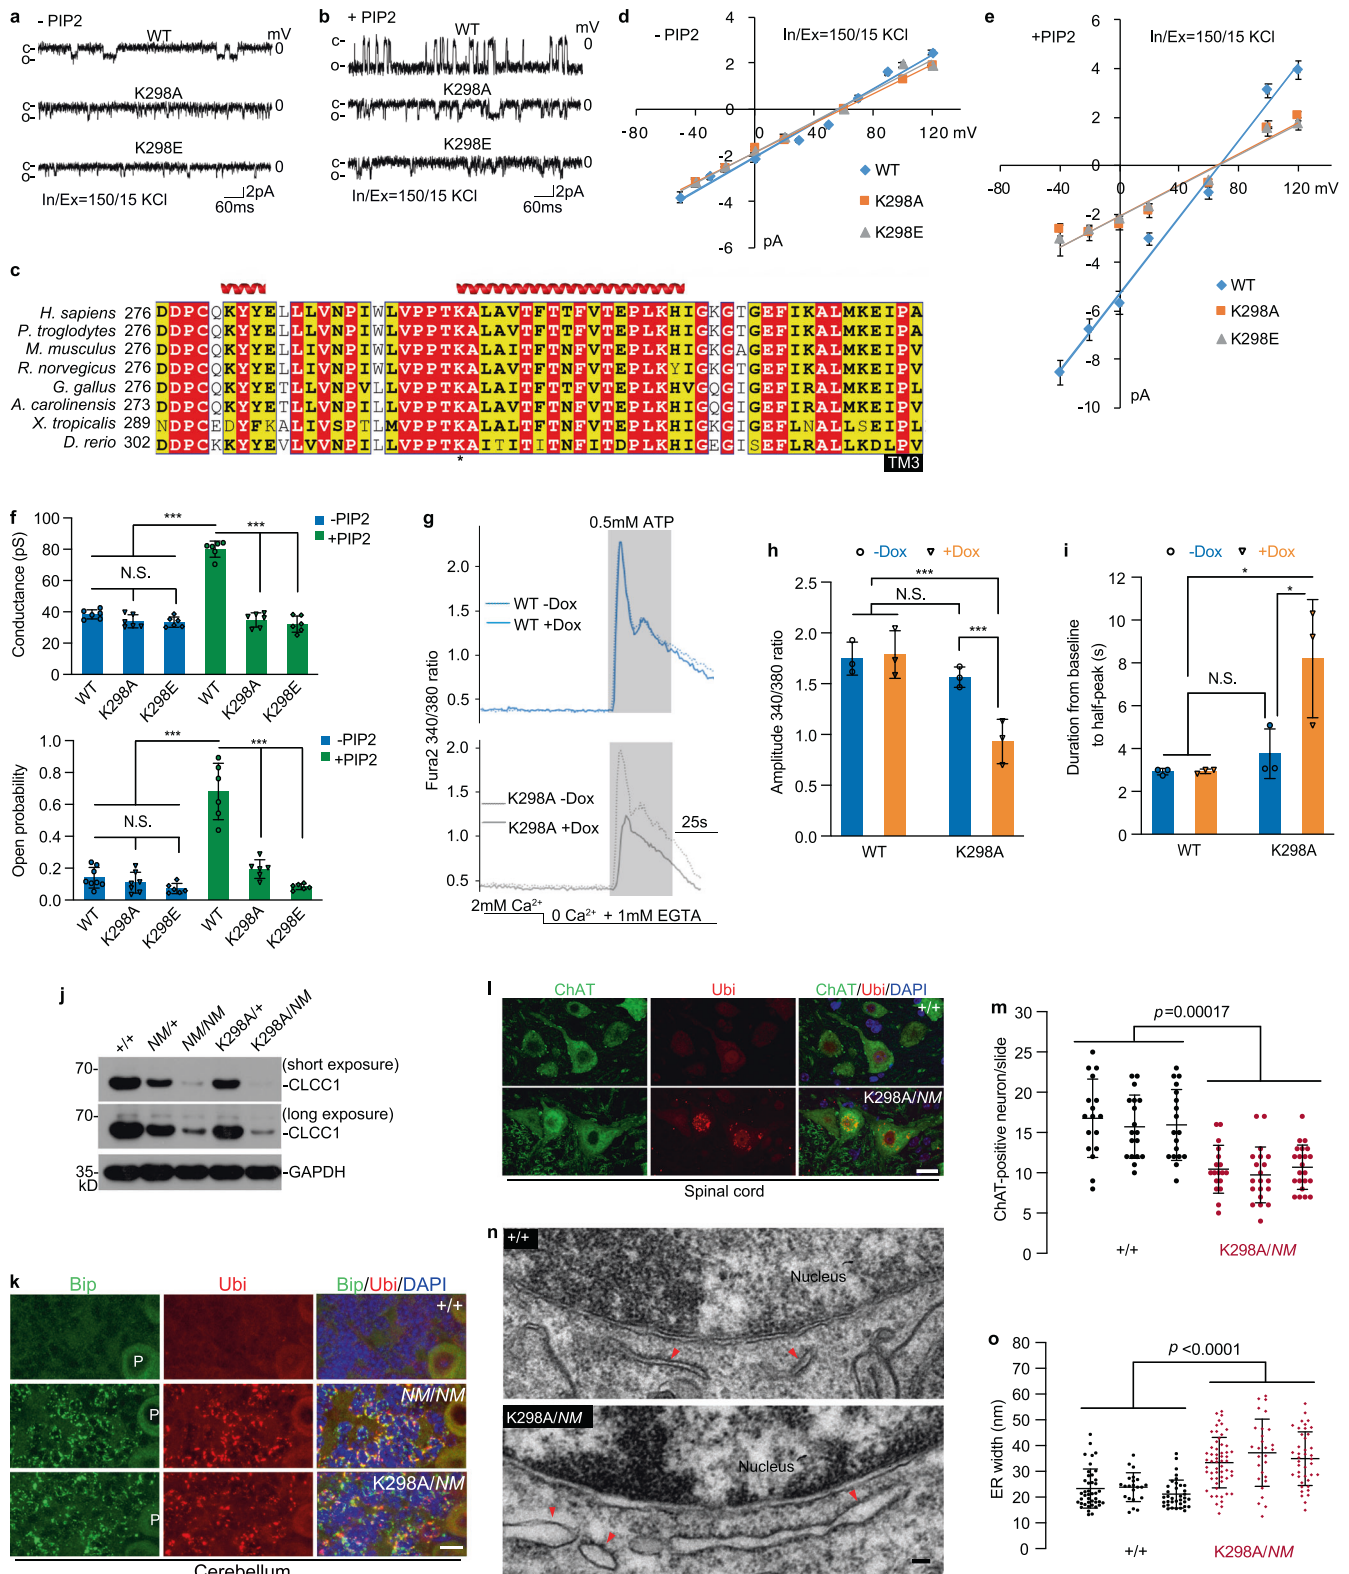 a
- PIP2
WT
mV
c-
o-
0
K298A
c-
o-
0
K298E
c-
o-
0
In/Ex=150/15 KCl
2pA
60ms
b
+ PIP2
WT
mV
c-
o-
0
K298A
c-
o-
0
K298E
c-
o-
0
In/Ex=150/15 KCl
2pA
60ms
d
- PIP2
In/Ex=150/15 KCl
4
2
0
-80 -40 0 40 80 120 mV
-2
-4
-6
pA
WT
K298A
K298E
e
+PIP2
In/Ex=150/15 KCl
6
4
2
0
-80 -40 0 40 80 120 mV
-2
-4
-6
-8
-10
pA
WT
K298A
K298E
c
H. sapiens 276 DDPCQKYYELLLVNPIWLVPPTKALAVTFTTFVTEPLKHIGKGTGEFIKALMKEIPA
P. troglodytes 276 DDPCQKYYELLLVNPIWLVPPTKALAVTFTTFVTEPLKHIGKGTGEFIKALMKEIPA
M. musculus 276 DDPCQKYYELLIVNPIWLVPPTKALAITFTNFVTEPLKHIGKGAGEFIKALMKEIPV
R. norvegicus 276 DDPCQKYYELLIVNPIWLVPPTKALAITFTNFVTEPLKYIGKGTGEFIKALMKEIPV
G. gallus 276 DDPCQKYYETLLVNPVLLVPPTKALAITFTTFVTEPLKHVGQGIGEFIKALMKEIPL
A. carolinensis 273 DDPCQKYYETLLVNPILLVPPTKALAVTFTNFVTEPLKHIGQGIGEFIRALMKEIPL
X. tropicalis 289 NDPCEDYFKALIVSPTLMVPPTKALALTFTNFITEPLKHIGKGIGEFLNALLSEIPL
D. rerio 302 DDPCKKYYEVLVVNPILLVPPTKAITITITNFITDPLKHIGEGISEFLRALLKDLPV
*
TM3
f
-PIP2
+PIP2
Conductance (pS)
100
80
60
40
20
0
***
***
N.S.
WT K298A K298E WT K298A K298E
-PIP2
+PIP2
Open probability
1.0
0.8
0.6
0.4
0.2
0.0
***
***
N.S.
WT K298A K298E WT K298A K298E
g
0.5mM ATP
Fura2 340/380 ratio
2.0
1.5
1.0
0.5
WT -Dox
WT +Dox
2.0
1.5
1.0
0.5
K298A -Dox
K298A +Dox
25s
2mM Ca2+
0 Ca2+ + 1mM EGTA
h
-Dox +Dox
Amplitude 340/380 ratio
2.5
2.0
1.5
1.0
0.5
0.0
***
N.S.
***
WT K298A
i
-Dox +Dox
Duration from baseline
to half-peak (s)
12
10
8
6
4
2
0
*
*
N.S.
WT K298A
j
+/+ NM/+ NM/NM K298A/+ K298A/NM
70-
(short exposure)
-CLCC1
70-
(long exposure)
-CLCC1
35-
kD
-GAPDH
k
Bip Ubi Bip/Ubi/DAPI
+/+
P
NM/NM
P
K298A/NM
P
Cerebellum
l
ChAT Ubi ChAT/Ubi/DAPI
+/+
K298A/NM
Spinal cord
m
ChAT-positive neuron/slide
30
25
20
15
10
5
0
p=0.00017
+/+ K298A/NM
n
+/+
Nucleus
K298A/NM
Nucleus
o
ER width (nm)
80
70
60
50
40
30
20
10
0
p <0.0001
+/+ K298A/NM